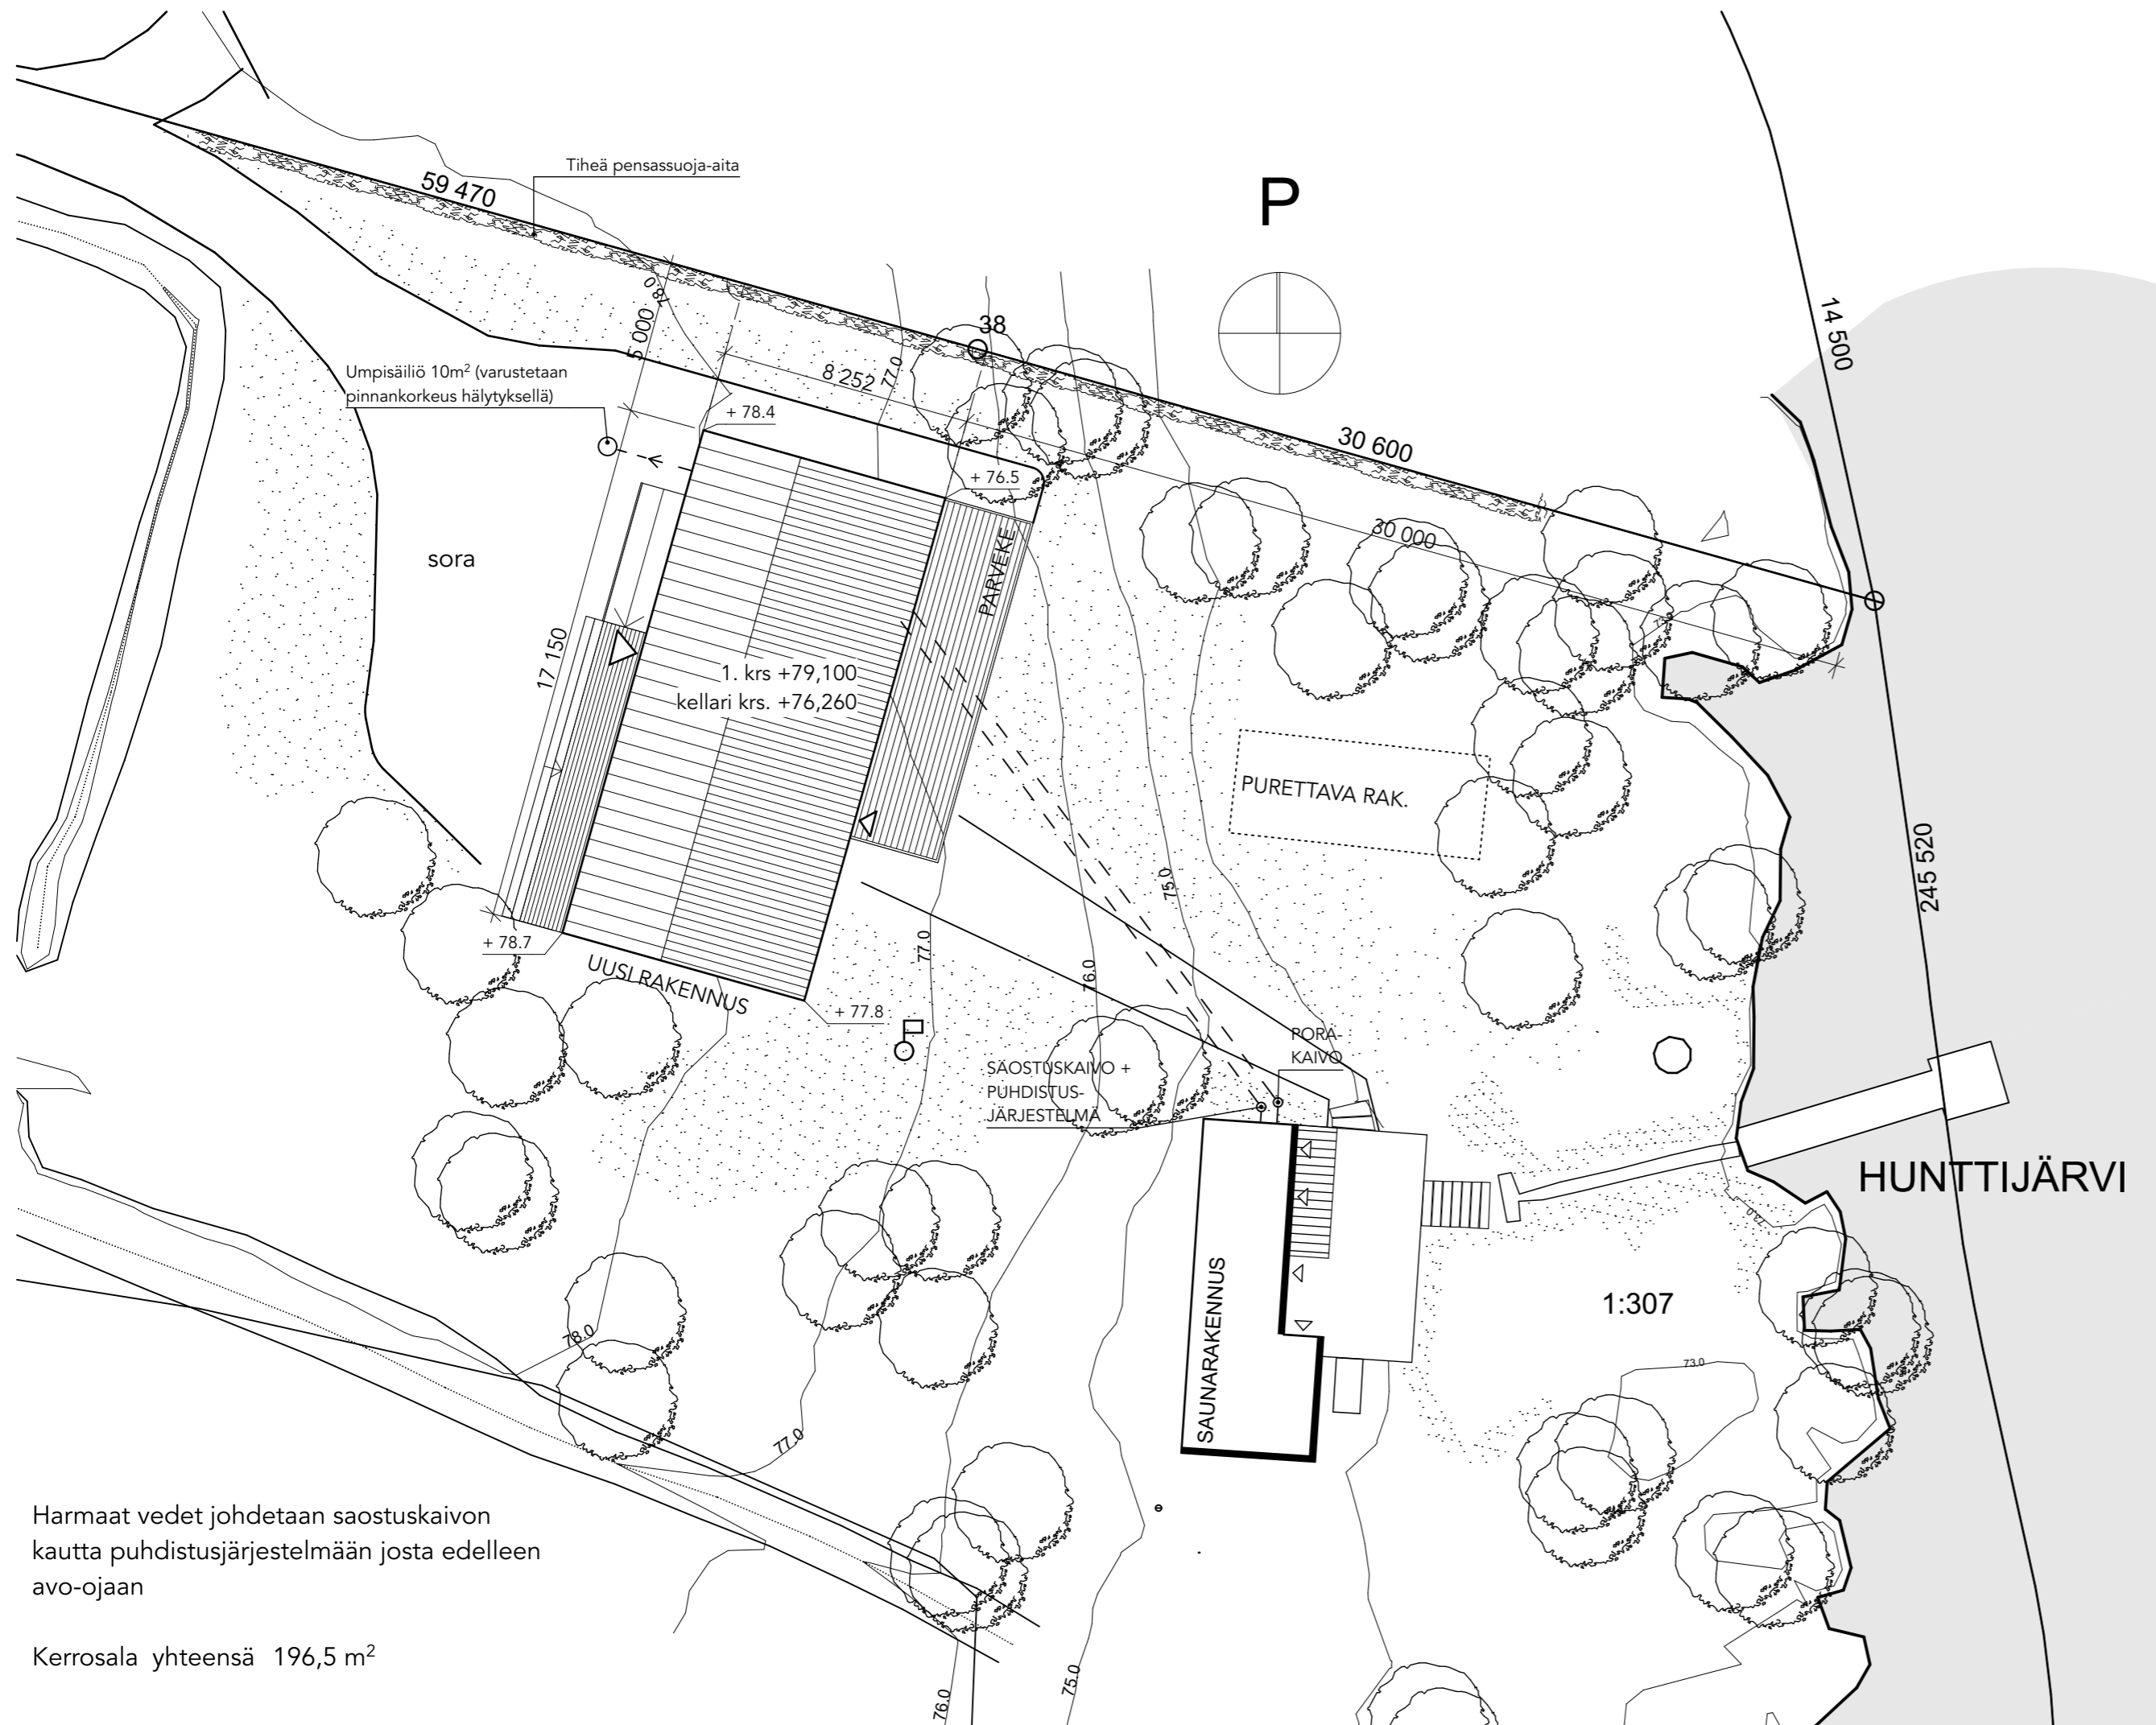 Tiheä pensassuoja-aita
59 470
P
78.0
5 000
38
14 500
Umpisäiliö 10m² (varustetaan
pinnankorkeus hälytyksellä)
8 252
77.0
+ 78.4
30 600
+ 76.5
30 000
sora
PARVEKE
17 150
1. krs +79,100
kellari krs. +76,260
PURETTAVA RAK.
245 520
75.0
+ 78.7
UUSI RAKENNUS
77.0
76.0
+ 77.8
PORA-
KAIVO
SAOSTUSKAIVO +
PUHDISTUS-
JÄRJESTELMÄ
HUNTTIJÄRVI
73.0
SAUNARAKENNUS
1:307
78.0
73.0
77.0
Harmaat vedet johdetaan saostuskaivon
kautta puhdistusjärjestelmään josta edelleen
avo-ojaan
Kerrosala yhteensä 196,5 m²
76.0
75.0